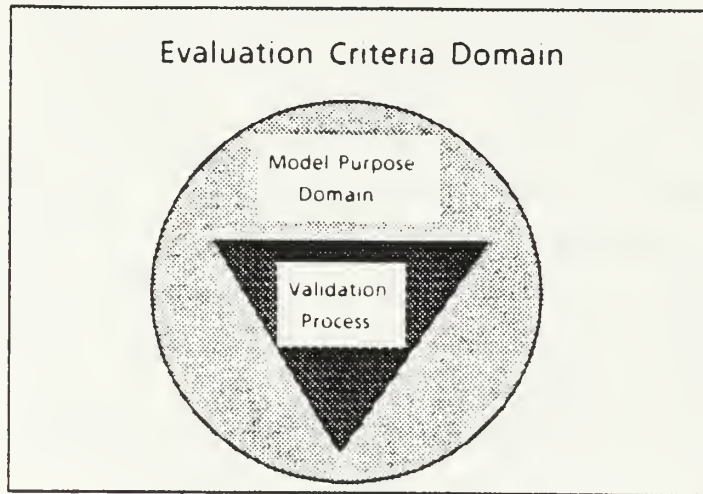 Evaluation Criteria Domain
Model Purpose
Domain
Validation
Process